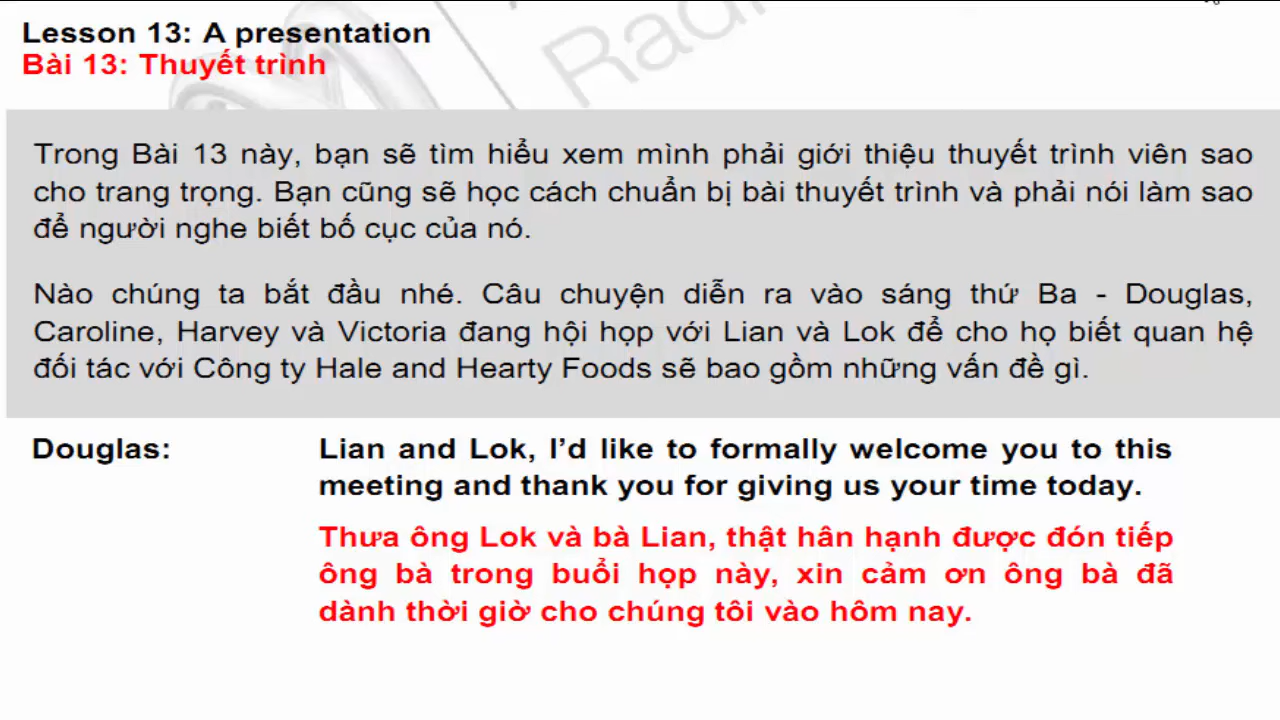 Lesson 13: A presentation
Bài 13: Thuyết trình
Trong Bài 13 này, bạn sẽ tìm hiểu xem mình phải giới thiệu thuyết trình viên sao
cho trang trọng. Bạn cũng sẽ học cách chuẩn bị bài thuyết trình và phải nói làm sao
để người nghe biết bố cục của nó.
Nào chúng ta bắt đầu nhé. Câu chuyện diễn ra vào sáng thứ Ba - Douglas,
Caroline, Harvey và Victoria đang hội họp với Lian và Lok để cho họ biết quan hệ
đối tác với Công ty Hale and Hearty Foods sẽ bao gồm những vấn đề gì.
Douglas: Lian and Lok, I’d like to formally welcome you to this
meeting and thank you for giving us your time today.
Thưa ông Lok và bà Lian, thật hân hạnh được đón tiếp
ông bà trong buổi họp này, xin cảm ơn ông bà đã
dành thời giờ cho chúng tôi vào hôm nay.